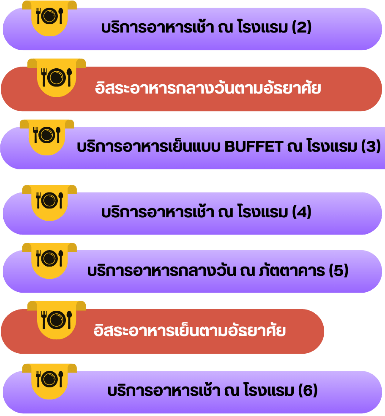 บริการอาหารเช้า ณ โรงแรม (2)
อิสระอาหารกลางวันตามอัธยาศัย
บริการอาหารเย็นแบบ BUFFET ณ โรงแรม (3)
บริการอาหารเช้า ณ โรงแรม (4)
บริการอาหารกลางวัน ณ ภัตตาคาร (5)
อิสระอาหารเย็นตามอัธยาศัย
บริการอาหารเช้า ณ โรงแรม (6)